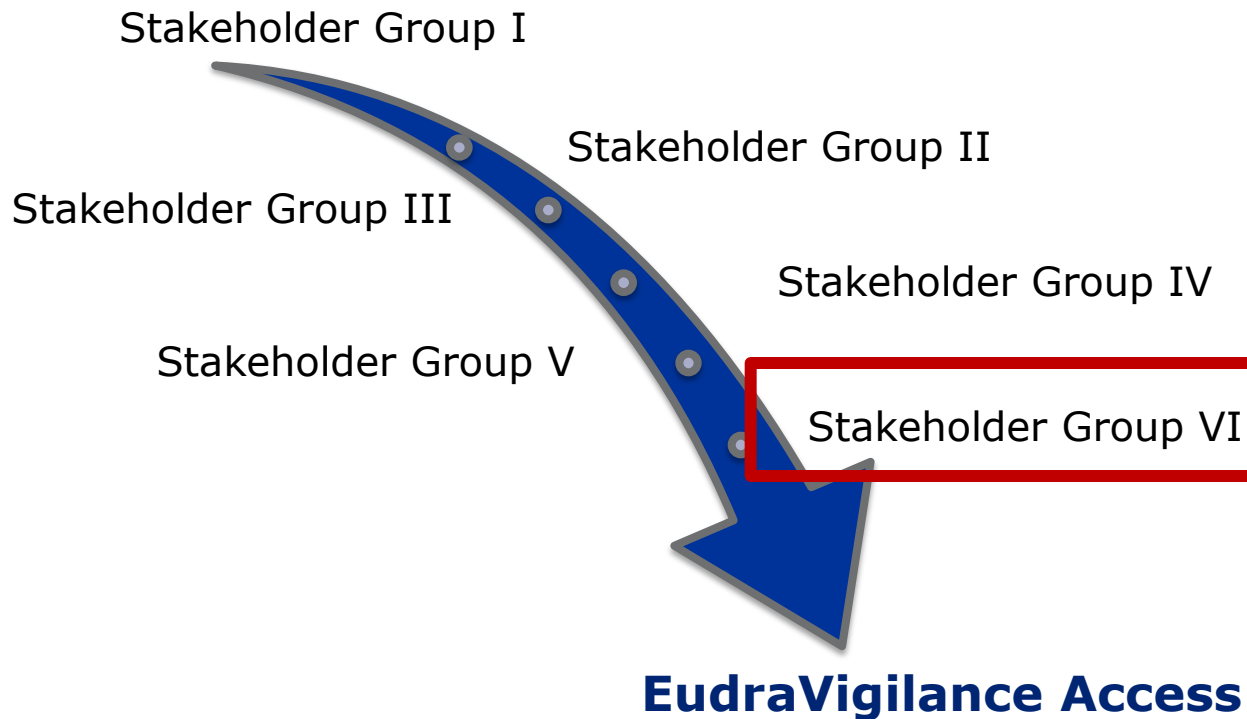 Stakeholder Group I
Stakeholder Group II
Stakeholder Group III
Stakeholder Group IV
Stakeholder Group V
Stakeholder Group VI
EudraVigilance Access